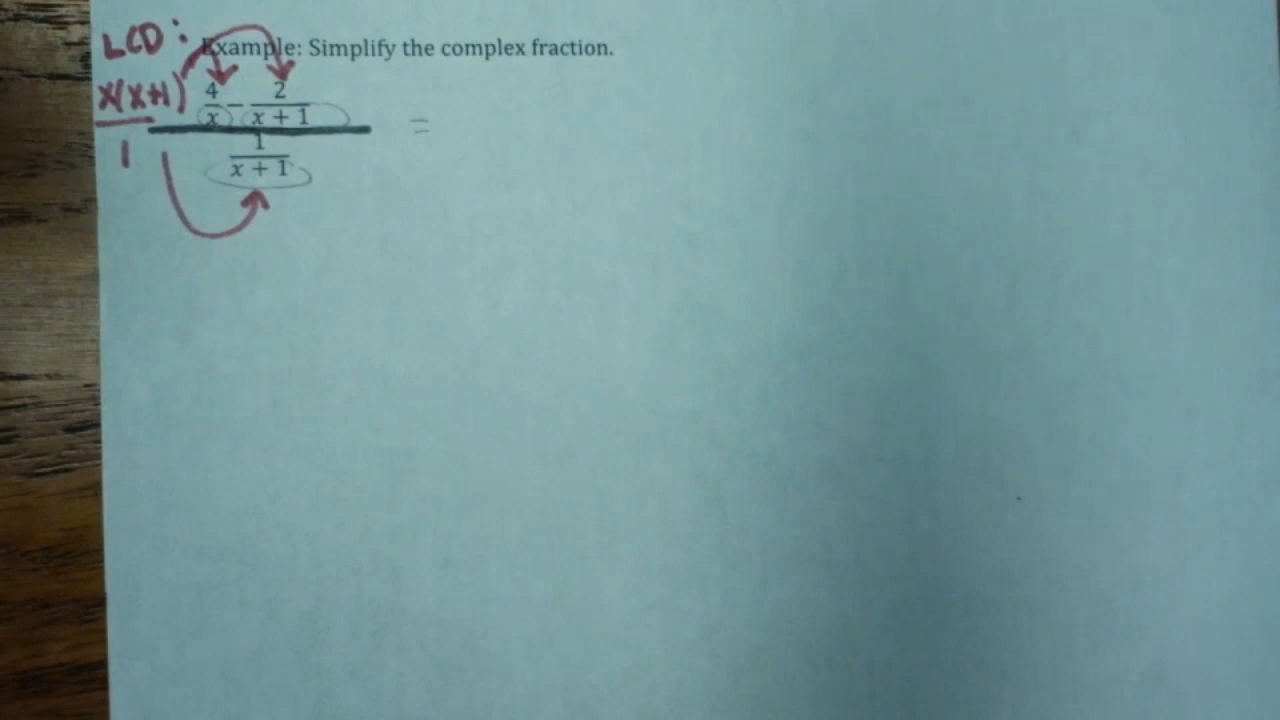 LCD:
Example: Simplify the complex fraction.
x(x+1)
4 2
— – —
x x + 1
1
1
—
x + 1
=